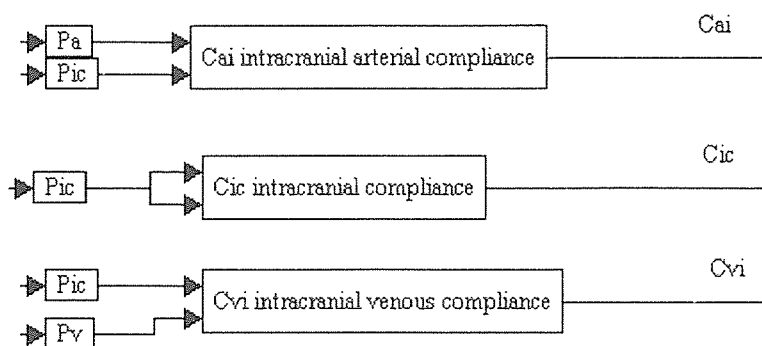 Pa
Pic
Cai intracranial arterial compliance
Cai
Pic
Cic intracranial compliance
Cic
Pic
Pv
Cvi intracranial venous compliance
Cvi